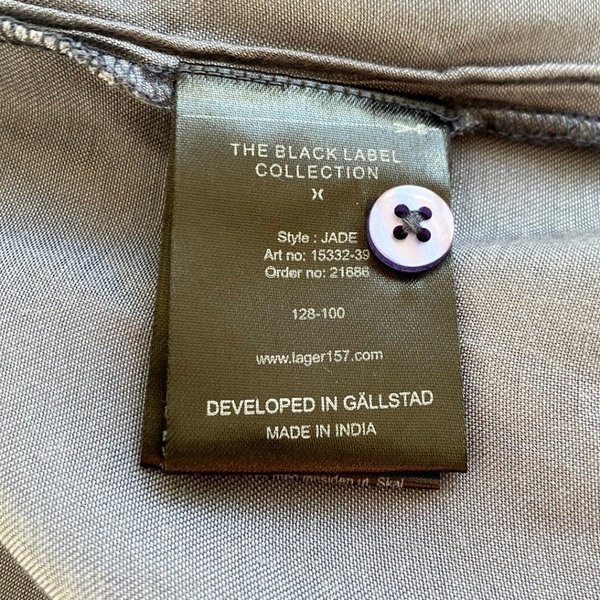 THE BLACK LABEL
COLLECTION
Style : JADE
Art no: 15332-39
Order no: 21686
128-100
www.lager157.com
DEVELOPED IN GÄLLSTAD
MADE IN INDIA
Skal